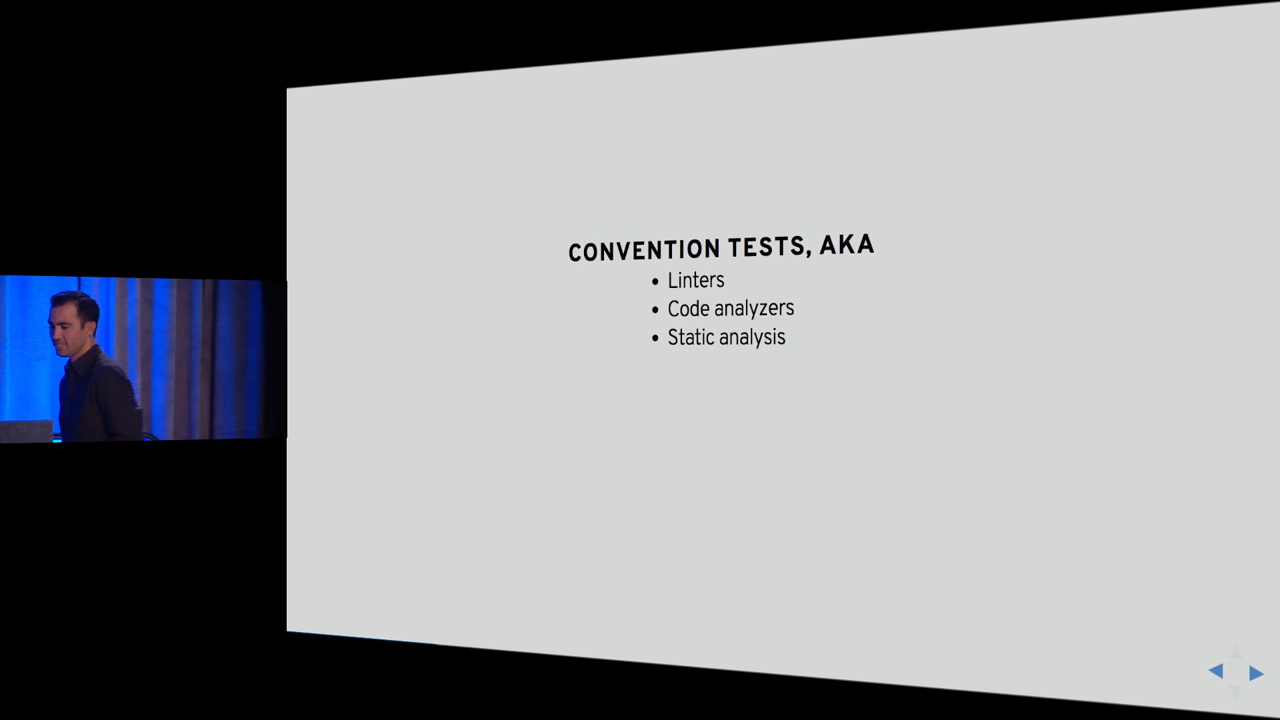 CONVENTION TESTS, AKA
• Linters
• Code analyzers
• Static analysis